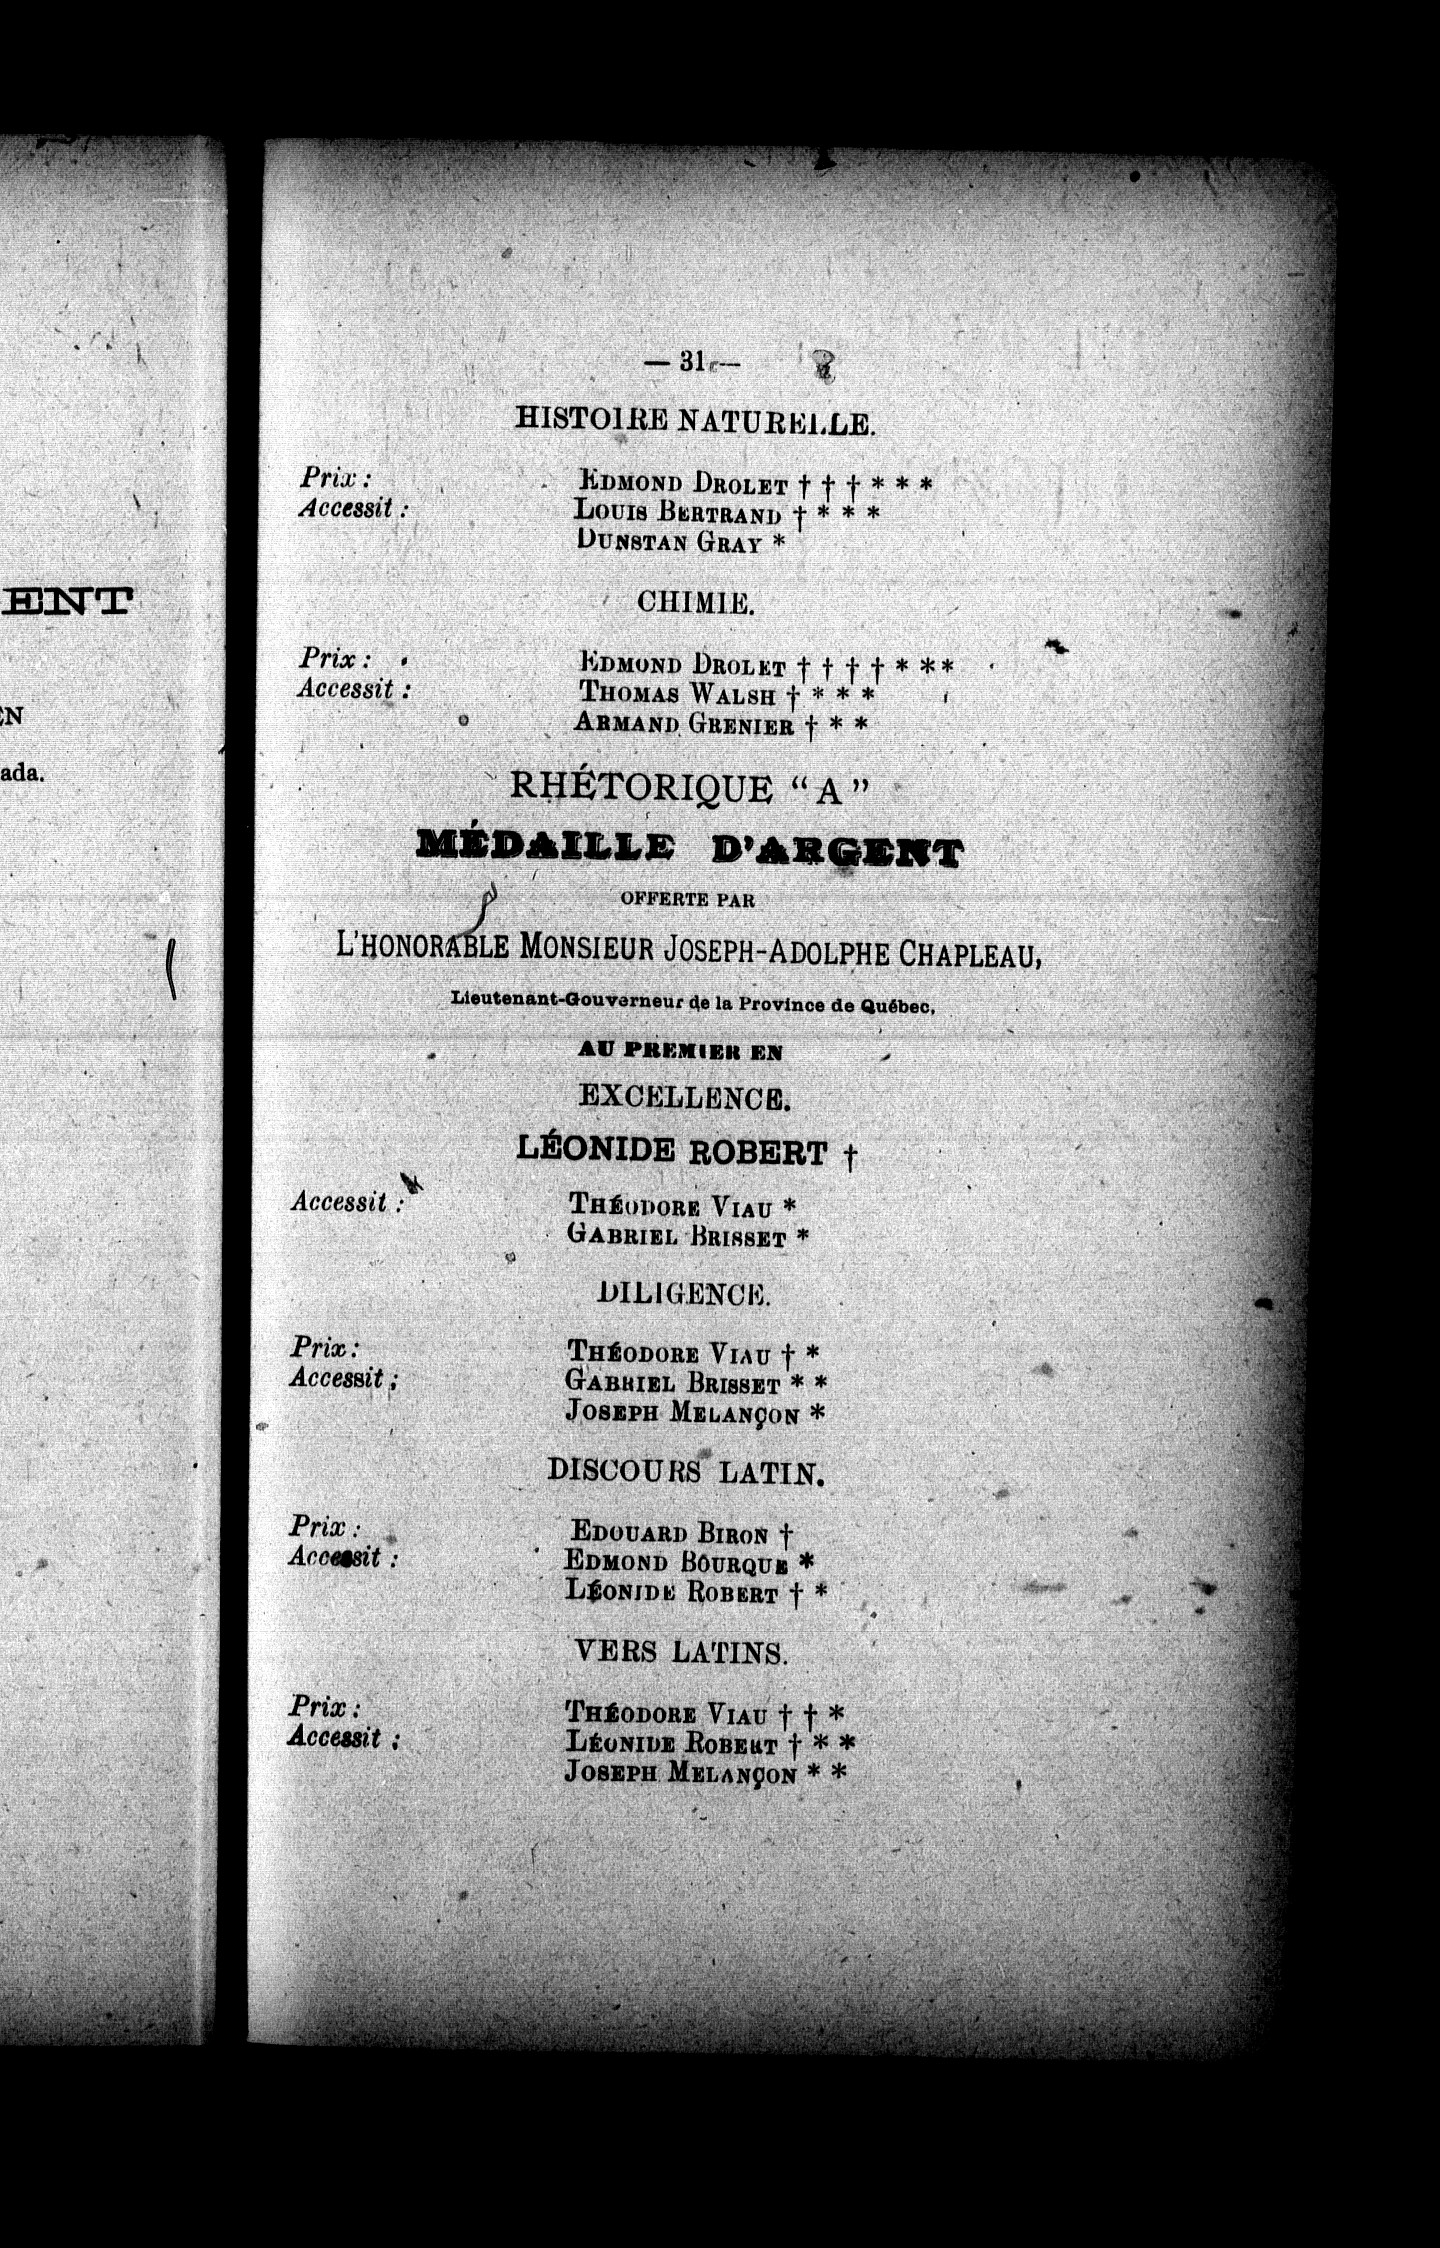 ENT
EN
ada.
— 31 —
HISTOIRE NATURELLE.
Prix : EDMOND DROLET † † † * * *
Accessit : LOUIS BERTRAND † * * *
DUNSTAN GRAY *
CHIMIE.
Prix : EDMOND DROLET † † † † * * *
Accessit : THOMAS WALSH † * * *
ARMAND GRENIER † * *
RHÉTORIQUE “A”
MÉDAILLE D'ARGENT
OFFERTE PAR
L'HONORABLE MONSIEUR JOSEPH-ADOLPHE CHAPLEAU,
Lieutenant-Gouverneur de la Province de Québec,
AU PREMIER EN
EXCELLENCE.
LÉONIDE ROBERT †
Accessit : THÉODORE VIAU *
GABRIEL BRISSET *
DILIGENCE.
Prix : THÉODORE VIAU † *
Accessit ; GABRIEL BRISSET * *
JOSEPH MELANÇON *
DISCOURS LATIN.
Prix : EDOUARD BIRON †
Accessit : EDMOND BOURQUE *
LÉONIDE ROBERT † *
VERS LATINS.
Prix : THÉODORE VIAU † † *
Accessit ; LÉONIDE ROBERT † * *
JOSEPH MELANÇON * *